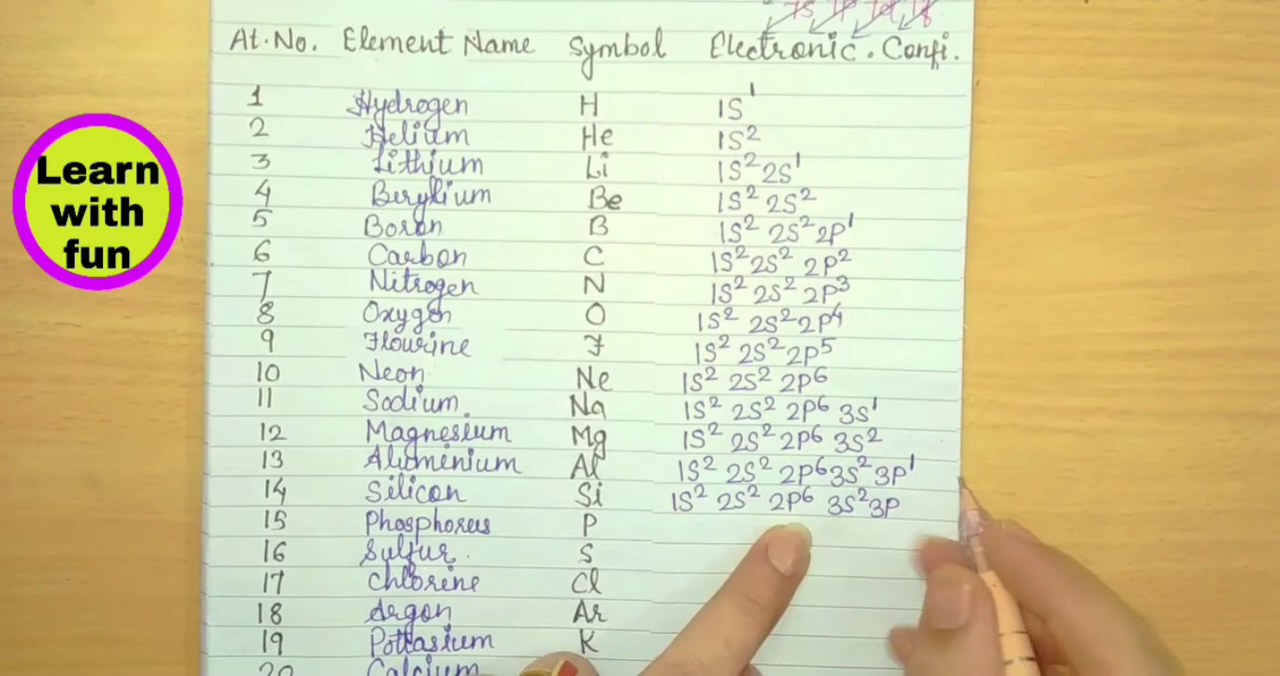 Learn
with
fun
At.No. Element Name Symbol Electronic.Confi.
1 Hydrogen H 1S¹
2 Helium He 1S²
3 Lithium Li 1S² 2S¹
4 Berylium Be 1S² 2S²
5 Boron B 1S² 2S² 2P¹
6 Carbon C 1S² 2S² 2P²
7 Nitrogen N 1S² 2S² 2P³
8 Oxygen O 1S² 2S² 2P⁴
9 Flourine F 1S² 2S² 2P⁵
10 Neon Ne 1S² 2S² 2P⁶
11 Sodium Na 1S² 2S² 2P⁶ 3S¹
12 Magnesium Mg 1S² 2S² 2P⁶ 3S²
13 Alumenium Al 1S² 2S² 2P⁶ 3S² 3P¹
14 Silicon Si 1S² 2S² 2P⁶ 3S² 3P
15 Phosphorus P
16 Sulfur. S
17 Chlorine Cl
18 Argon Ar
19 Pottasium K
20 Calcium